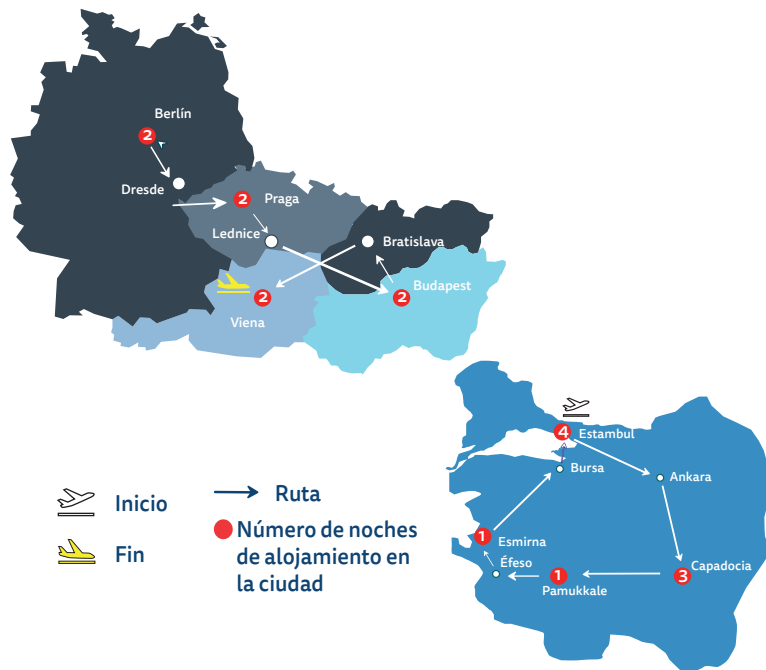 Berlín
2
Dresde
2
Praga
Lednice
Bratislava
2
Viena
2
Budapest
4
Estambul
Bursa
Ankara
1
Esmirna
Éfeso
1
Pamukkale
Capadocia
3
Inicio
Fin
Ruta
Número de noches
de alojamiento en
la ciudad